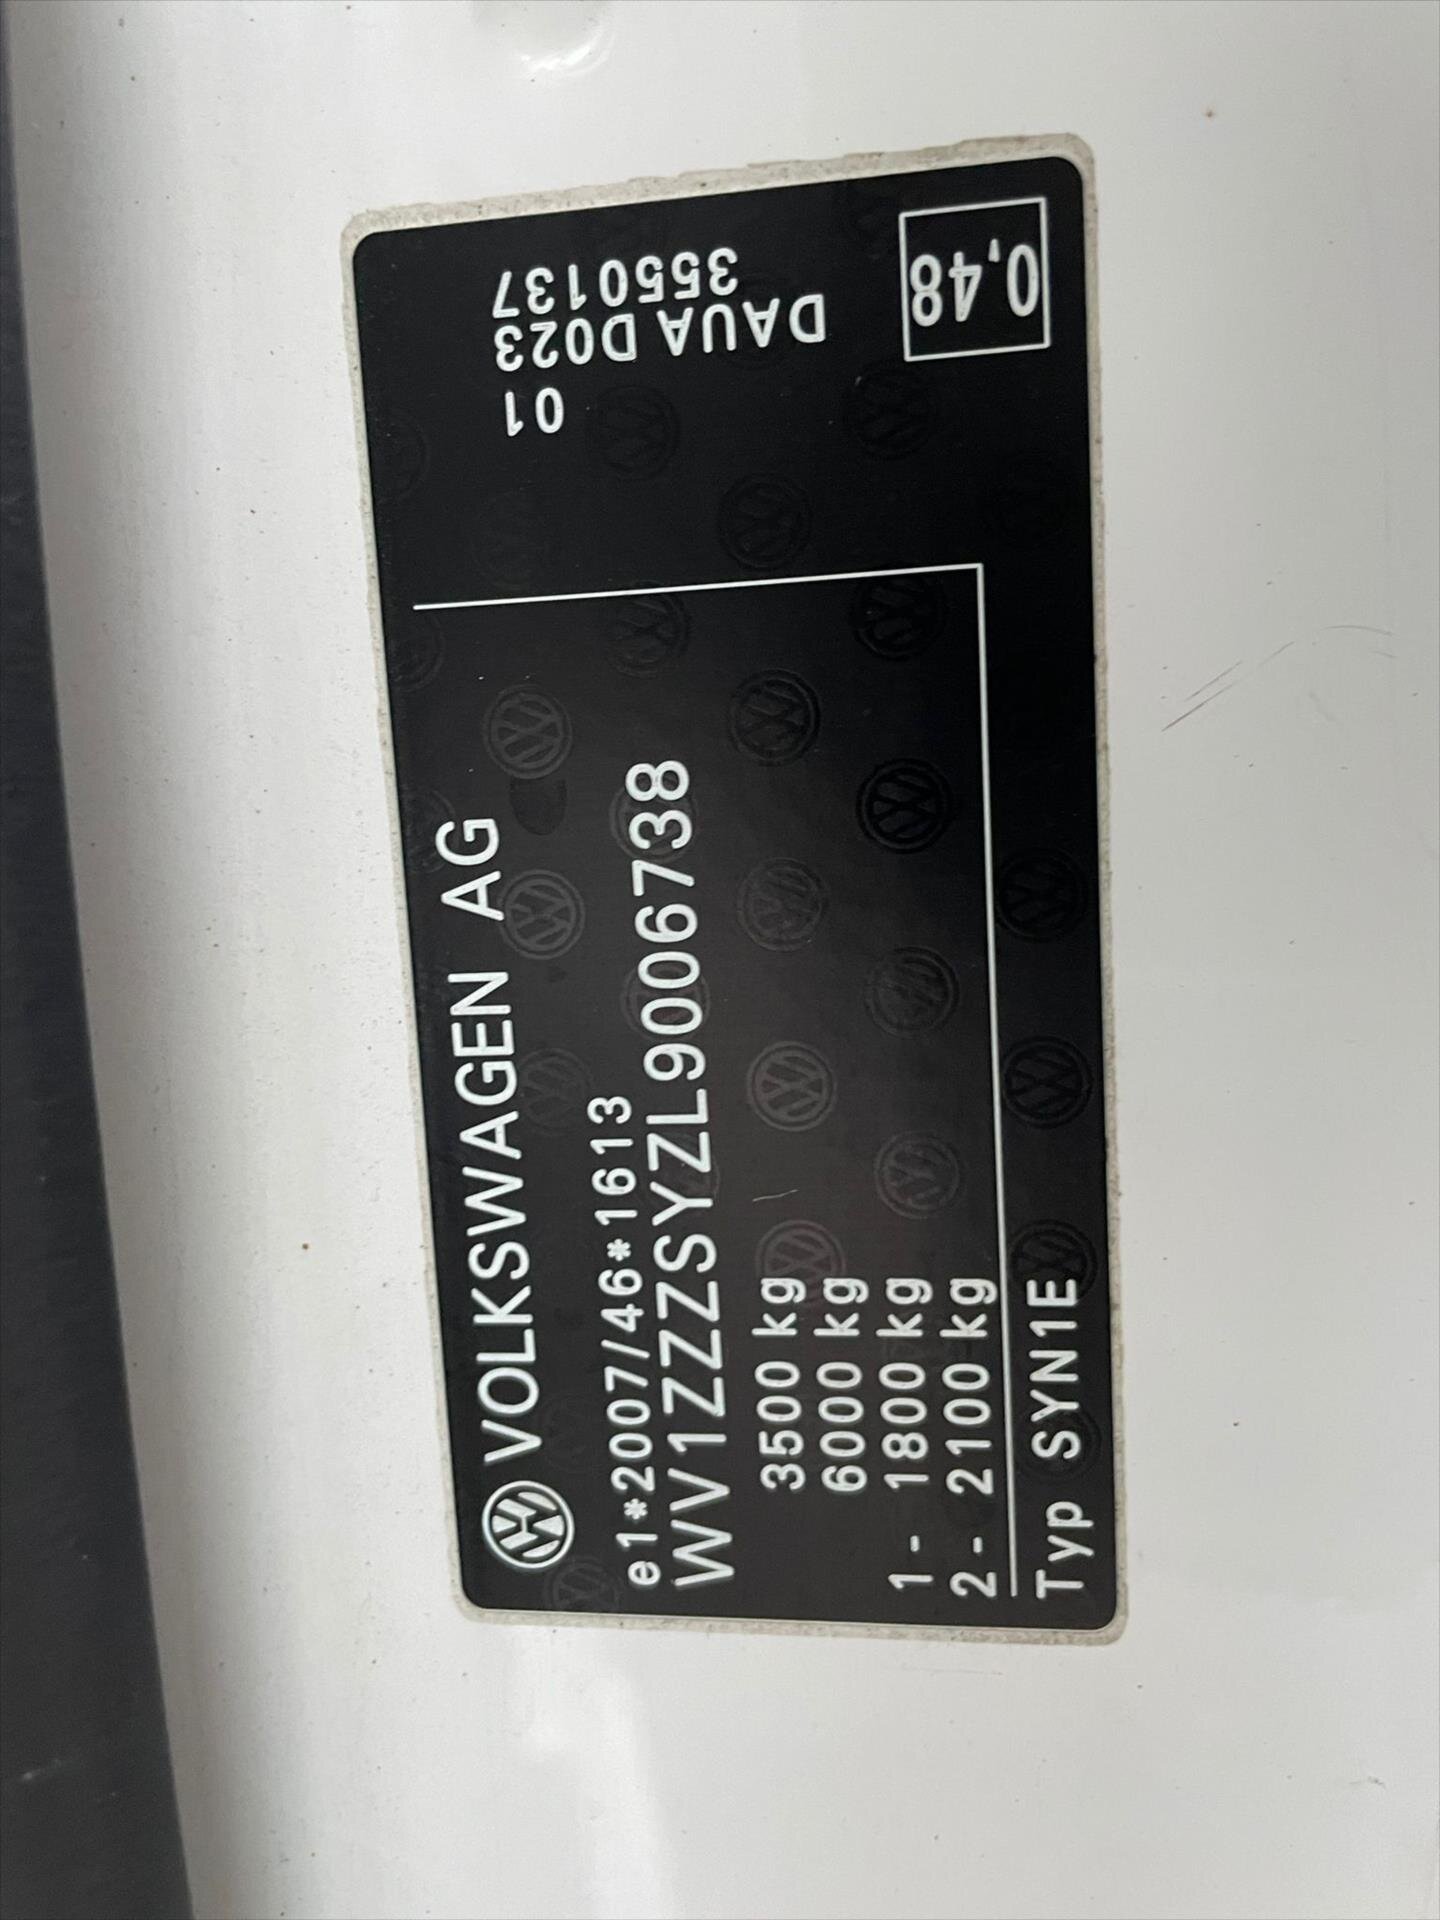 VOLKSWAGEN AG
e1*2007/46*1613
WV1ZZZSYZL9006738
3500 kg
6000 kg
1- 1800 kg
2- 2100 kg
Typ SYN1E
01
D023
3550137
DAUA
0,48